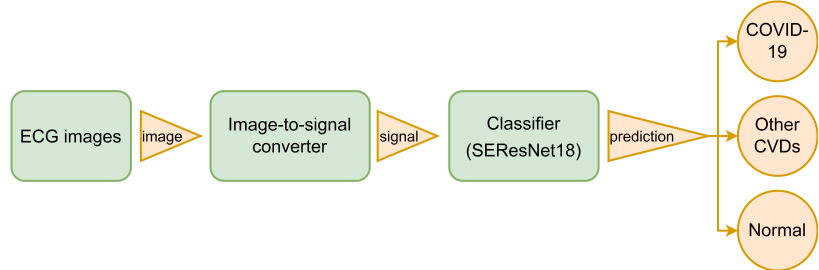 ECG images
image
Image-to-signal
converter
signal
Classifier
(SEResNet18)
prediction
COVID-
19
Other
CVDs
Normal